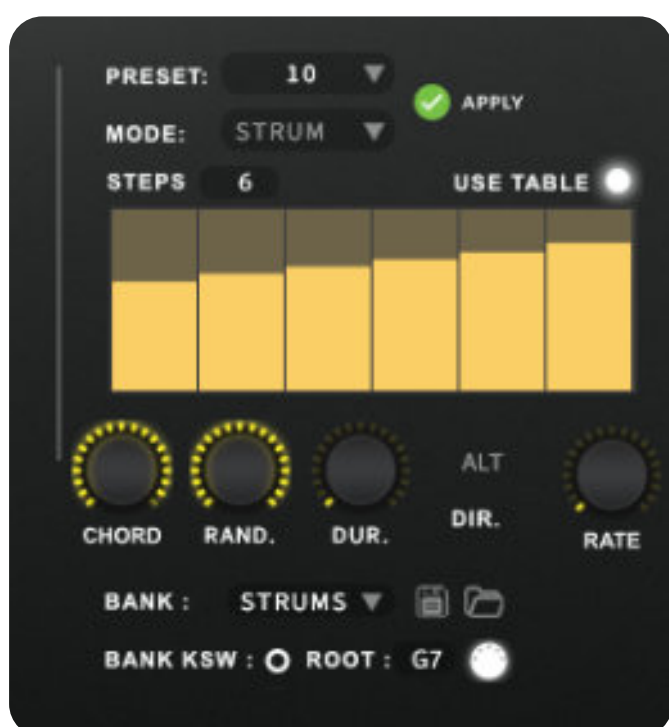 PRESET: 10
APPLY
MODE: STRUM
STEPS 6 USE TABLE
ALT
CHORD RAND. DUR. DIR. RATE
BANK : STRUMS
BANK KSW : ROOT : G7